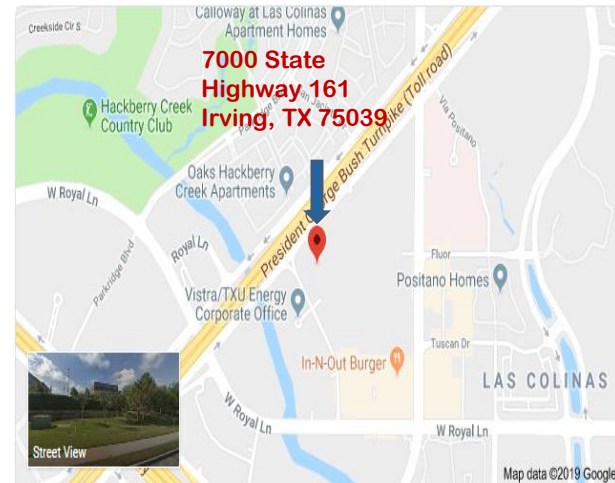 Creekside Cir S
Calloway at Las Colinas
Apartment Homes
7000 State
Highway 161
Irving, TX 75039
Hackberry Creek
Country Club
Via Positano
President George Bush Turnpike (Toll road)
Oaks Hackberry
Creek Apartments
W Royal Ln
Royal Ln
Parkridge Blvd
Fluor
Positano Homes
Vistra/TXU Energy
Corporate Office
Tuscan Dr
In-N-Out Burger
LAS COLINAS
W Royal Ln
W Royal Ln
Street View
Map data ©2019 Google